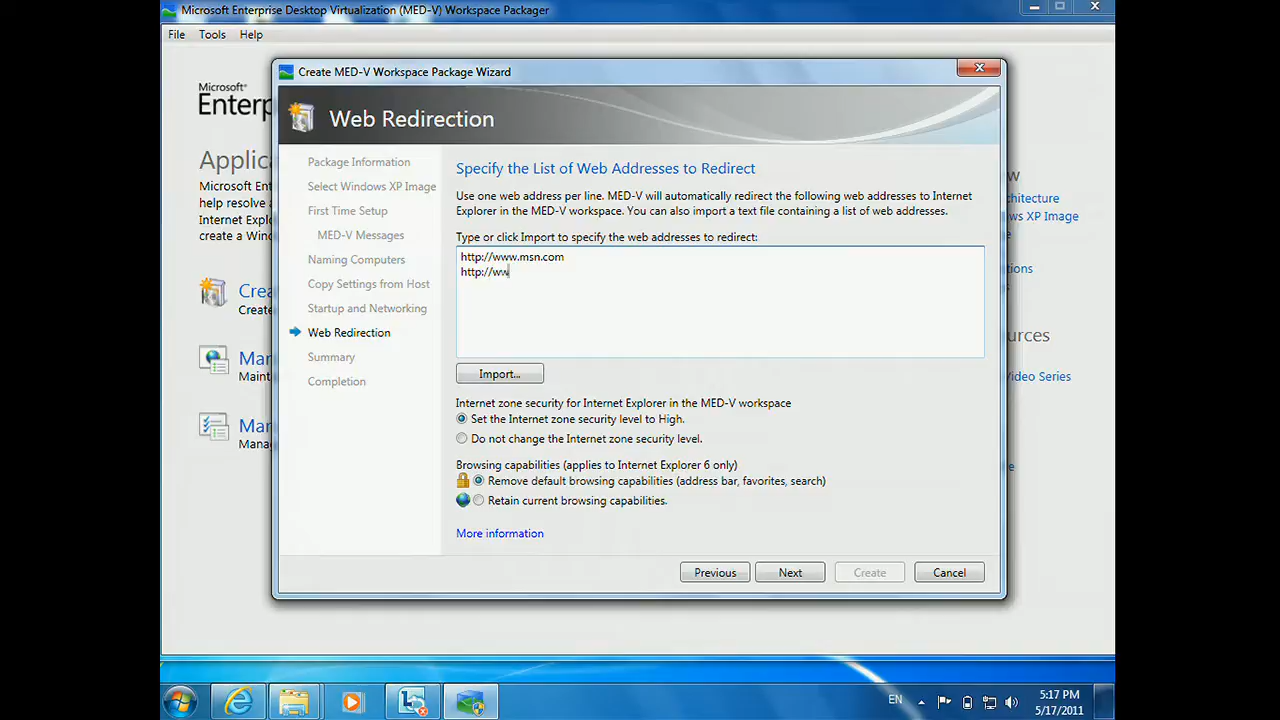 Microsoft Enterprise Desktop Virtualization (MED-V) Workspace Packager
File Tools Help
Create MED-V Workspace Package Wizard
Microsoft®
Enterp
Web Redirection
Applica
Microsoft Ent
help resolve a
Internet Explo
create a Wind
Package Information
Select Windows XP Image
First Time Setup
MED-V Messages
Naming Computers
Copy Settings from Host
Startup and Networking
Web Redirection
Summary
Completion
Specify the List of Web Addresses to Redirect
Use one web address per line. MED-V will automatically redirect the following web addresses to Internet
Explorer in the MED-V workspace. You can also import a text file containing a list of web addresses.
Type or click Import to specify the web addresses to redirect:
http://www.msn.com
http://ww
Import...
Internet zone security for Internet Explorer in the MED-V workspace
Set the Internet zone security level to High.
Do not change the Internet zone security level.
Browsing capabilities (applies to Internet Explorer 6 only)
Remove default browsing capabilities (address bar, favorites, search)
Retain current browsing capabilities.
More information
Previous Next Create Cancel
Crea
Create
Man
Maint
Man
Manag
w
chitecture
ws XP Image
e
tions
urces
Video Series
e
EN
5:17 PM
5/17/2011